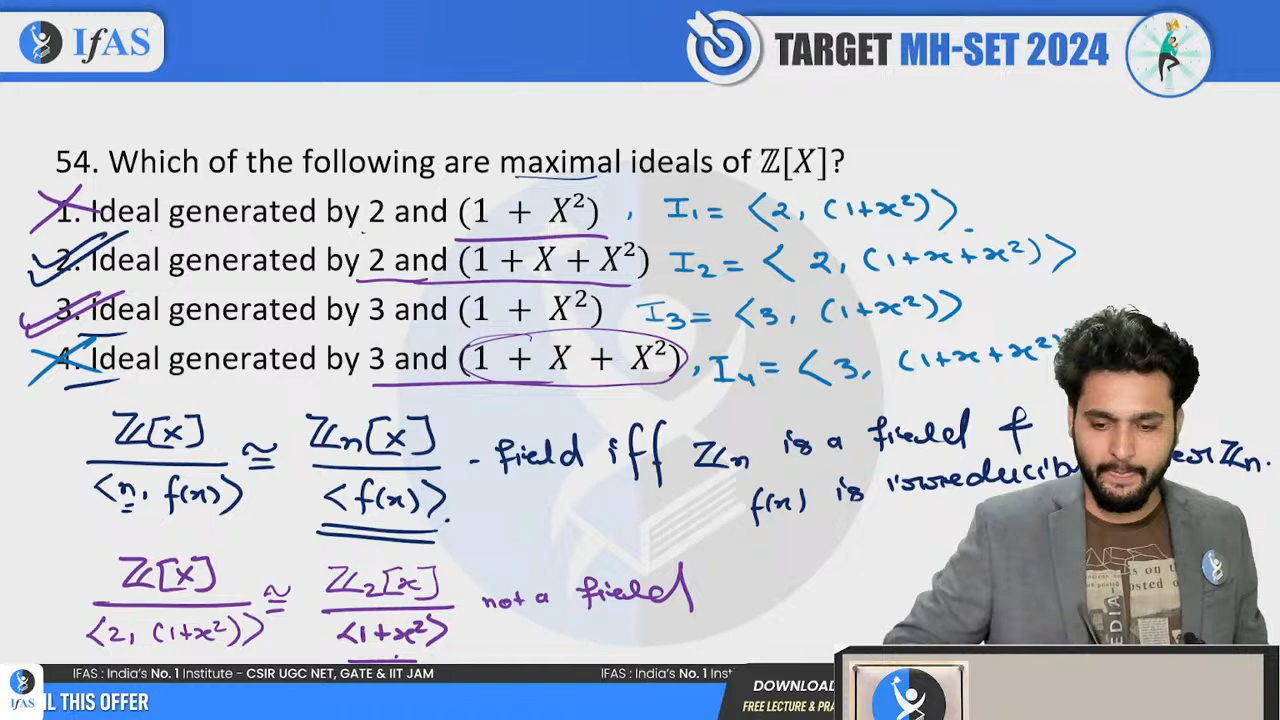 IfAS
TARGET MH-SET 2024
54. Which of the following are maximal ideals of ℤ[X]?
1. Ideal generated by 2 and (1 + X²) , I₁ = <2, (1+x²)>.
2. Ideal generated by 2 and (1 + X + X²) I₂ = < 2, (1+x+x²)>
3. Ideal generated by 3 and (1 + X²) I₃ = <3, (1+x²)>
4. Ideal generated by 3 and (1 + X + X²), I₄ = <3, (1+x+x²)
ℤ[x] / <n, f(x)> ≅ ℤn[x] / <f(x)>. - field iff ℤn is a field f
f(x) is ℤn.
ℤ[x] / <2, (1+x²)> ≅ ℤ₂[x] / <1+x²> not a field
IFAS : India's No. 1 Institute - CSIR UGC NET, GATE & IIT JAM IFAS : India's No. 1 Institute
IfAS
THIS OFFER
FREE LECTURE &